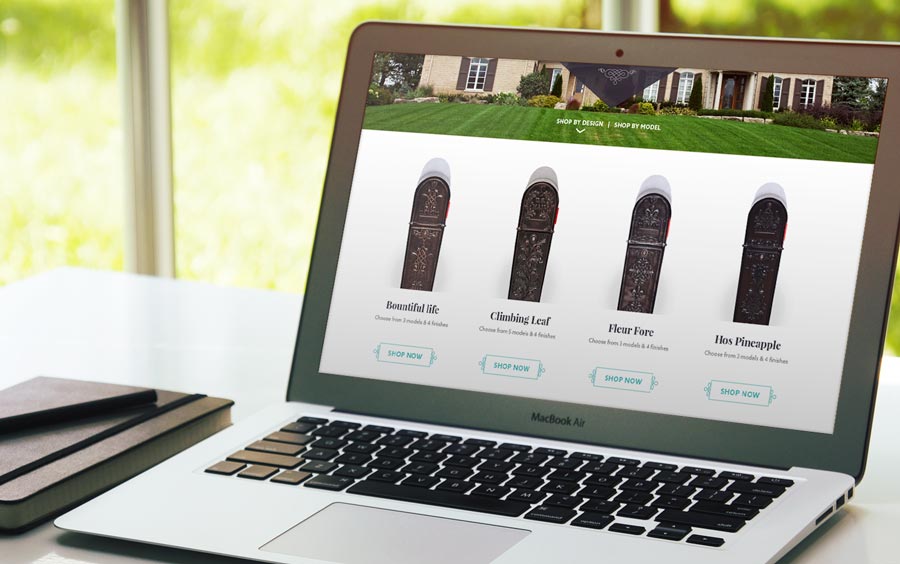 SHOP BY DESIGN | SHOP BY MODEL
Bountiful life
Choose from 3 models & 4 finishes
SHOP NOW
Climbing Leaf
Choose from 5 models & 4 finishes
SHOP NOW
Fleur Fore
Choose from 3 models & 4 finishes
SHOP NOW
Hos Pineapple
Choose from 3 models & 4 finishes
SHOP NOW
MacBook Air
command